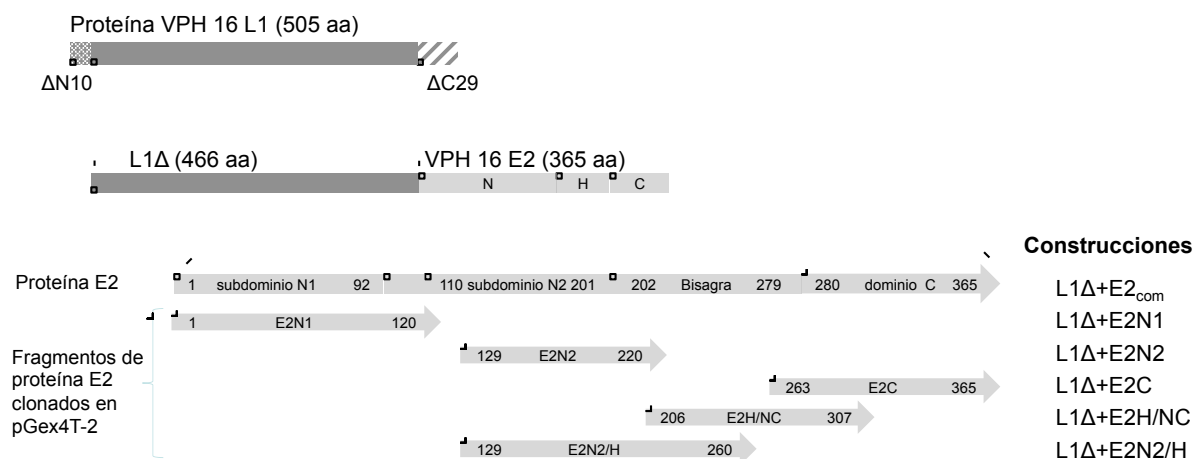 Proteína VPH 16 L1 (505 aa)
ΔN10 ΔC29
L1Δ (466 aa) VPH 16 E2 (365 aa)
N H C
Construcciones
Proteína E2 1 subdominio N1 92 110 subdominio N2 201 202 Bisagra 279 280 dominio C 365 L1Δ+E2com
1 E2N1 120 L1Δ+E2N1
Fragmentos de
proteína E2
clonados en
pGex4T-2
129 E2N2 220 L1Δ+E2N2
263 E2C 365 L1Δ+E2C
206 E2H/NC 307 L1Δ+E2H/NC
129 E2N2/H 260 L1Δ+E2N2/H